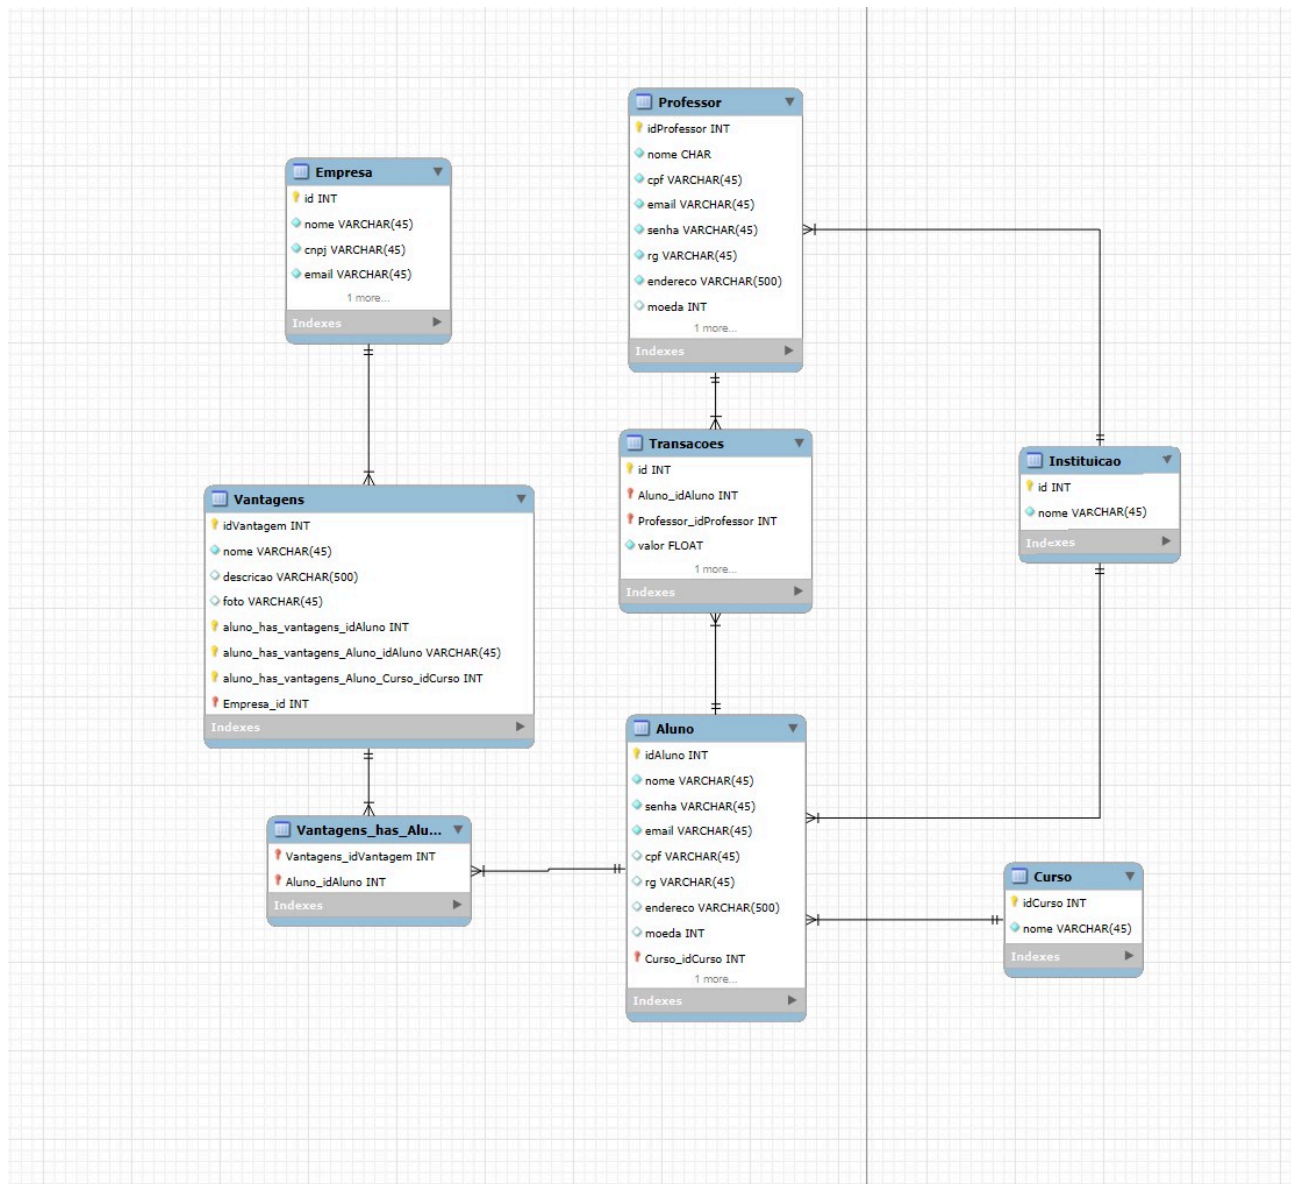 Professor
idProfessor INT
nome CHAR
cpf VARCHAR(45)
email VARCHAR(45)
senha VARCHAR(45)
rg VARCHAR(45)
endereco VARCHAR(500)
moeda INT
1 more...
Indexes
Empresa
id INT
nome VARCHAR(45)
cnpj VARCHAR(45)
email VARCHAR(45)
1 more...
Indexes
Transacoes
id INT
Aluno_idAluno INT
Professor_idProfessor INT
valor FLOAT
1 more...
Indexes
Instituicao
id INT
nome VARCHAR(45)
Indexes
Vantagens
idVantagem INT
nome VARCHAR(45)
descricao VARCHAR(500)
foto VARCHAR(45)
aluno_has_vantagens_idAluno INT
aluno_has_vantagens_Aluno_idAluno VARCHAR(45)
aluno_has_vantagens_Aluno_Curso_idCurso INT
Empresa_id INT
Indexes
Aluno
idAluno INT
nome VARCHAR(45)
senha VARCHAR(45)
email VARCHAR(45)
cpf VARCHAR(45)
rg VARCHAR(45)
endereco VARCHAR(500)
moeda INT
Curso_idCurso INT
1 more...
Indexes
Vantagens_has_Alu...
Vantagens_idVantagem INT
Aluno_idAluno INT
Indexes
Curso
idCurso INT
nome VARCHAR(45)
Indexes